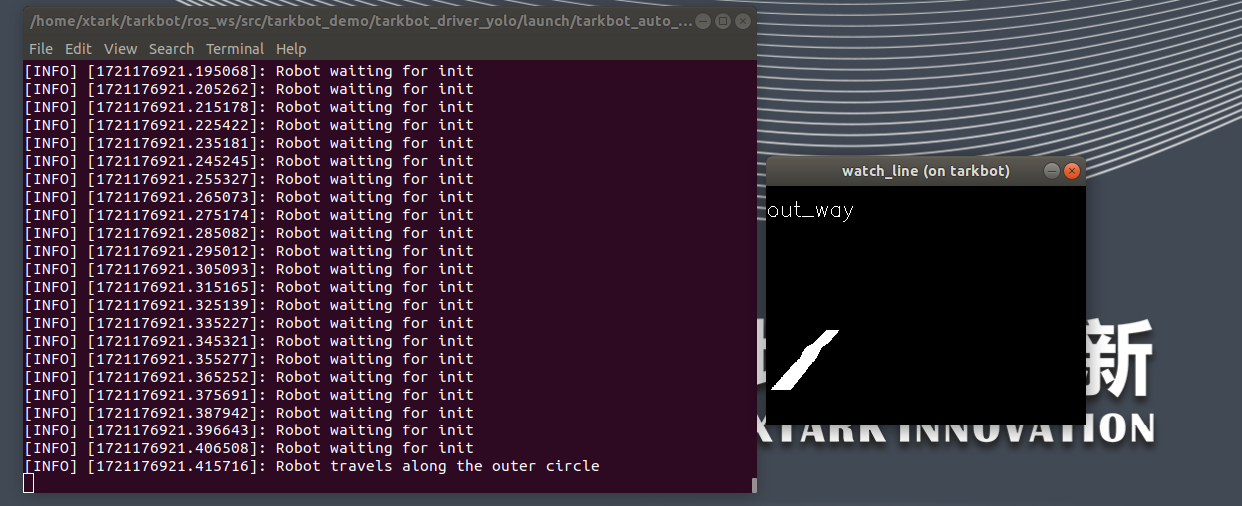 /home/xtark/tarkbot/ros_ws/src/tarkbot_demo/tarkbot_driver_yolo/launch/tarkbot_auto_...
File Edit View Search Terminal Help
[INFO] [1721176921.195068]: Robot waiting for init
[INFO] [1721176921.205262]: Robot waiting for init
[INFO] [1721176921.215178]: Robot waiting for init
[INFO] [1721176921.225422]: Robot waiting for init
[INFO] [1721176921.235181]: Robot waiting for init
[INFO] [1721176921.245245]: Robot waiting for init
[INFO] [1721176921.255327]: Robot waiting for init
[INFO] [1721176921.265073]: Robot waiting for init
[INFO] [1721176921.275174]: Robot waiting for init
[INFO] [1721176921.285082]: Robot waiting for init
[INFO] [1721176921.295012]: Robot waiting for init
[INFO] [1721176921.305093]: Robot waiting for init
[INFO] [1721176921.315165]: Robot waiting for init
[INFO] [1721176921.325139]: Robot waiting for init
[INFO] [1721176921.335227]: Robot waiting for init
[INFO] [1721176921.345321]: Robot waiting for init
[INFO] [1721176921.355277]: Robot waiting for init
[INFO] [1721176921.365252]: Robot waiting for init
[INFO] [1721176921.375691]: Robot waiting for init
[INFO] [1721176921.387942]: Robot waiting for init
[INFO] [1721176921.396643]: Robot waiting for init
[INFO] [1721176921.406508]: Robot waiting for init
[INFO] [1721176921.415716]: Robot travels along the outer circle
watch_line (on tarkbot)
out_way
新
XTARK INNOVATION